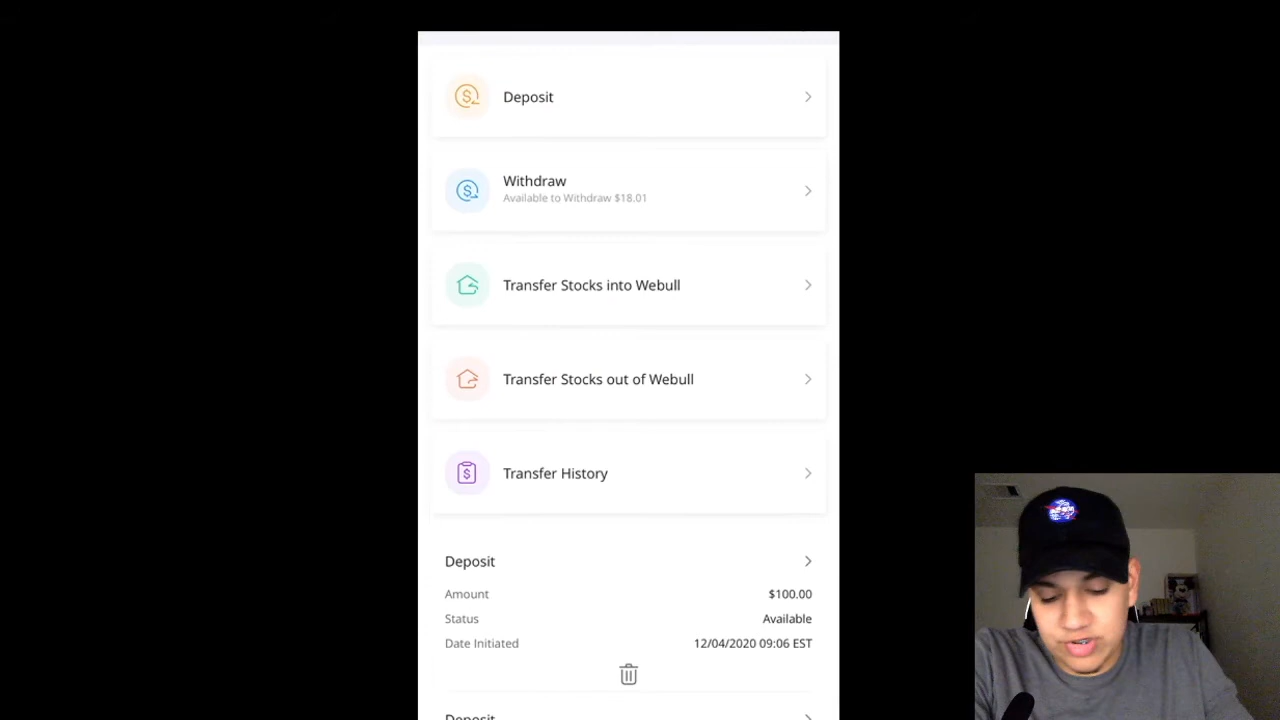 Deposit
Withdraw
Available to Withdraw $18.01
Transfer Stocks into Webull
Transfer Stocks out of Webull
Transfer History
Deposit
Amount $100.00
Status Available
Date Initiated 12/04/2020 09:06 EST
Deposit